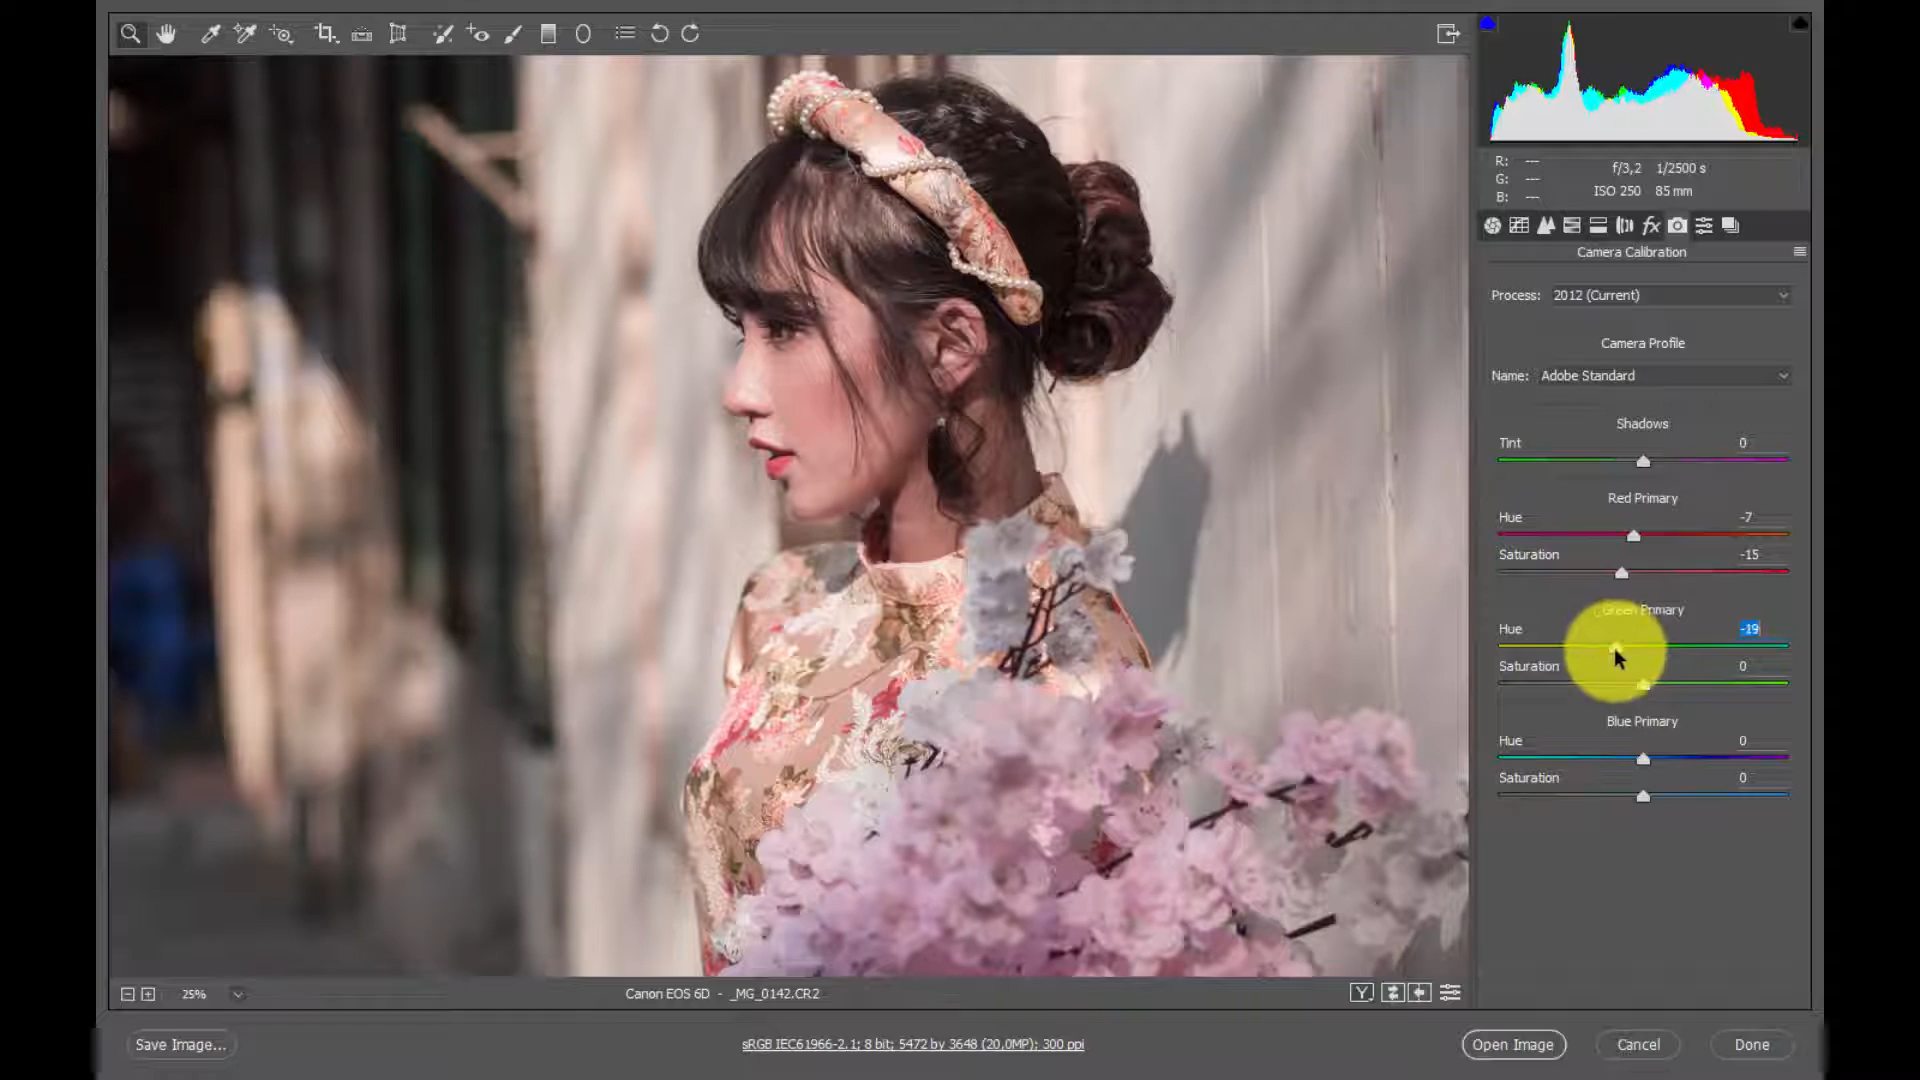 R: ---
G: ---
B: ---
f/3,2 1/2500 s
ISO 250 85 mm
fx
Camera Calibration
Process: 2012 (Current)
Camera Profile
Name: Adobe Standard
Shadows
Tint 0
Red Primary
Hue -7
Saturation -15
Green Primary
Hue -19
Saturation 0
Blue Primary
Hue 0
Saturation 0
25%
Canon EOS 6D - _MG_0142.CR2
Y
Save Image...
sRGB IEC61966-2.1; 8 bit; 5472 by 3648 (20,0MP); 300 ppi
Open Image
Cancel
Done